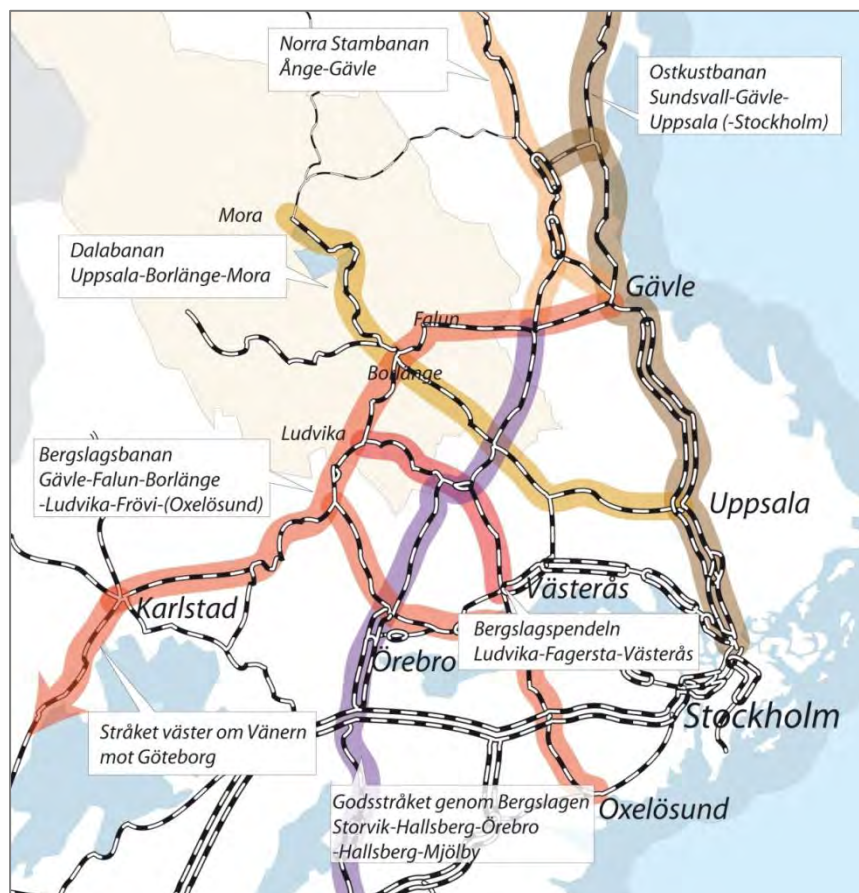 Norra Stambanan
Ånge-Gävle
Ostkustbanan
Sundsvall-Gävle-
Uppsala (-Stockholm)
Mora
Dalabanan
Uppsala-Borlänge-Mora
Gävle
Falun
Borlänge
Ludvika
Bergslagsbanan
Gävle-Falun-Borlänge
-Ludvika-Frövi-(Oxelösund)
Uppsala
Karlstad
Västerås
Örebro
Bergslagspendeln
Ludvika-Fagersta-Västerås
Stockholm
Stråket väster om Vänern
mot Göteborg
Godsstråket genom Bergslagen
Storvik-Hallsberg-Örebro
-Hallsberg-Mjölby
Oxelösund